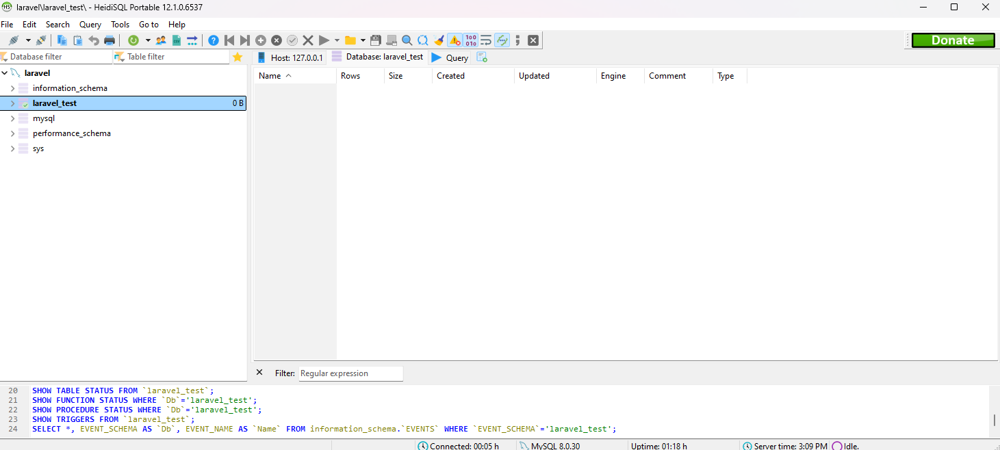 HS laravel\laravel_test\ - HeidiSQL Portable 12.1.0.6537
File Edit Search Query Tools Go to Help
Donate
Database filter Table filter Host: 127.0.0.1 Database: laravel_test Query
laravel
information_schema
laravel_test 0 B
mysql
performance_schema
sys
Name Rows Size Created Updated Engine Comment Type
Filter: Regular expression
20 SHOW TABLE STATUS FROM `laravel_test`;
21 SHOW FUNCTION STATUS WHERE `Db`='laravel_test';
22 SHOW PROCEDURE STATUS WHERE `Db`='laravel_test';
23 SHOW TRIGGERS FROM `laravel_test`;
24 SELECT *, EVENT_SCHEMA AS `Db`, EVENT_NAME AS `Name` FROM information_schema.`EVENTS` WHERE `EVENT_SCHEMA`='laravel_test';
Connected: 00:05 h MySQL 8.0.30 Uptime: 01:18 h Server time: 3:09 PM Idle.